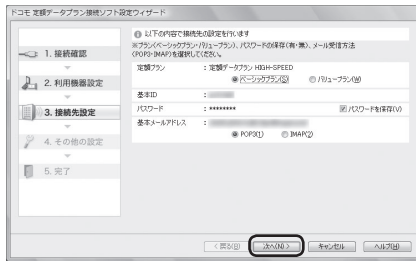 ドコモ 定額データプラン接続ソフト設定ウィザード
以下の内容で接続先の設定を行います
※プラン(ベーシックプラン・バリュープラン)、パスワードの保存(有・無)、メール受信方法
(POP3・IMAP)を選択してください。
1. 接続確認
2. 利用機器設定
3. 接続先設定
4. その他の設定
5. 完了
定額プラン : 定額データプラン HIGH-SPEED
ベーシックプラン(S) バリュープラン(W)
基本ID :
パスワード : ******** パスワードを保存(V)
基本メールアドレス :
POP3(1) IMAP(2)
< 戻る(B) 次へ(N) > キャンセル ヘルプ(H)